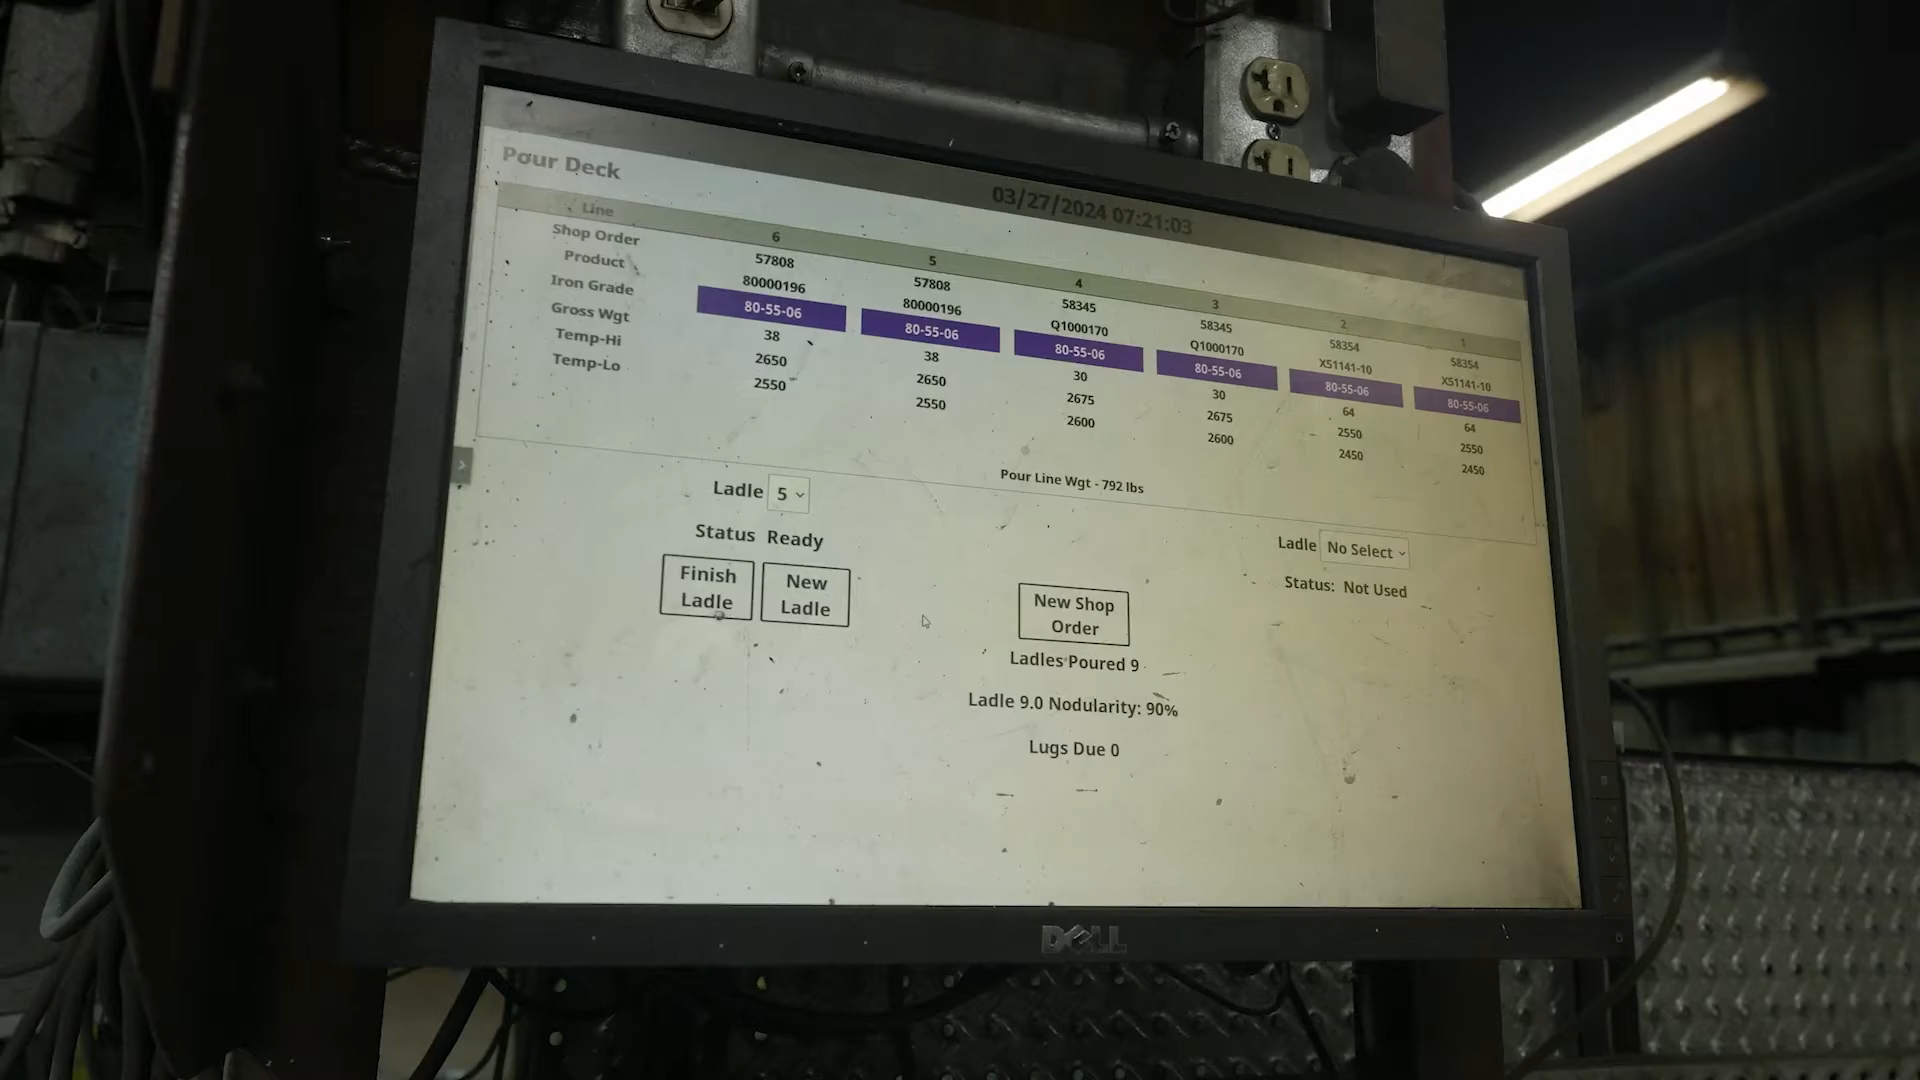 Pour Deck
03/27/2024 07:21:03
Line 6 5 4 3 2 1
Shop Order 57808 57808 58345 58345 58354 58354
Product 80000196 80000196 Q1000170 Q1000170 X51141-10 X51141-10
Iron Grade 80-55-06 80-55-06 80-55-06 80-55-06 80-55-06 80-55-06
Gross Wgt 38 38 30 30 64 64
Temp-Hi 2650 2650 2675 2675 2550 2550
Temp-Lo 2550 2550 2600 2600 2450 2450
Pour Line Wgt - 792 lbs
Ladle 5
Status Ready
Finish Ladle
New Ladle
Ladle No Select
Status: Not Used
New Shop Order
Ladles Poured 9
Ladle 9.0 Nodularity: 90%
Lugs Due 0
DELL